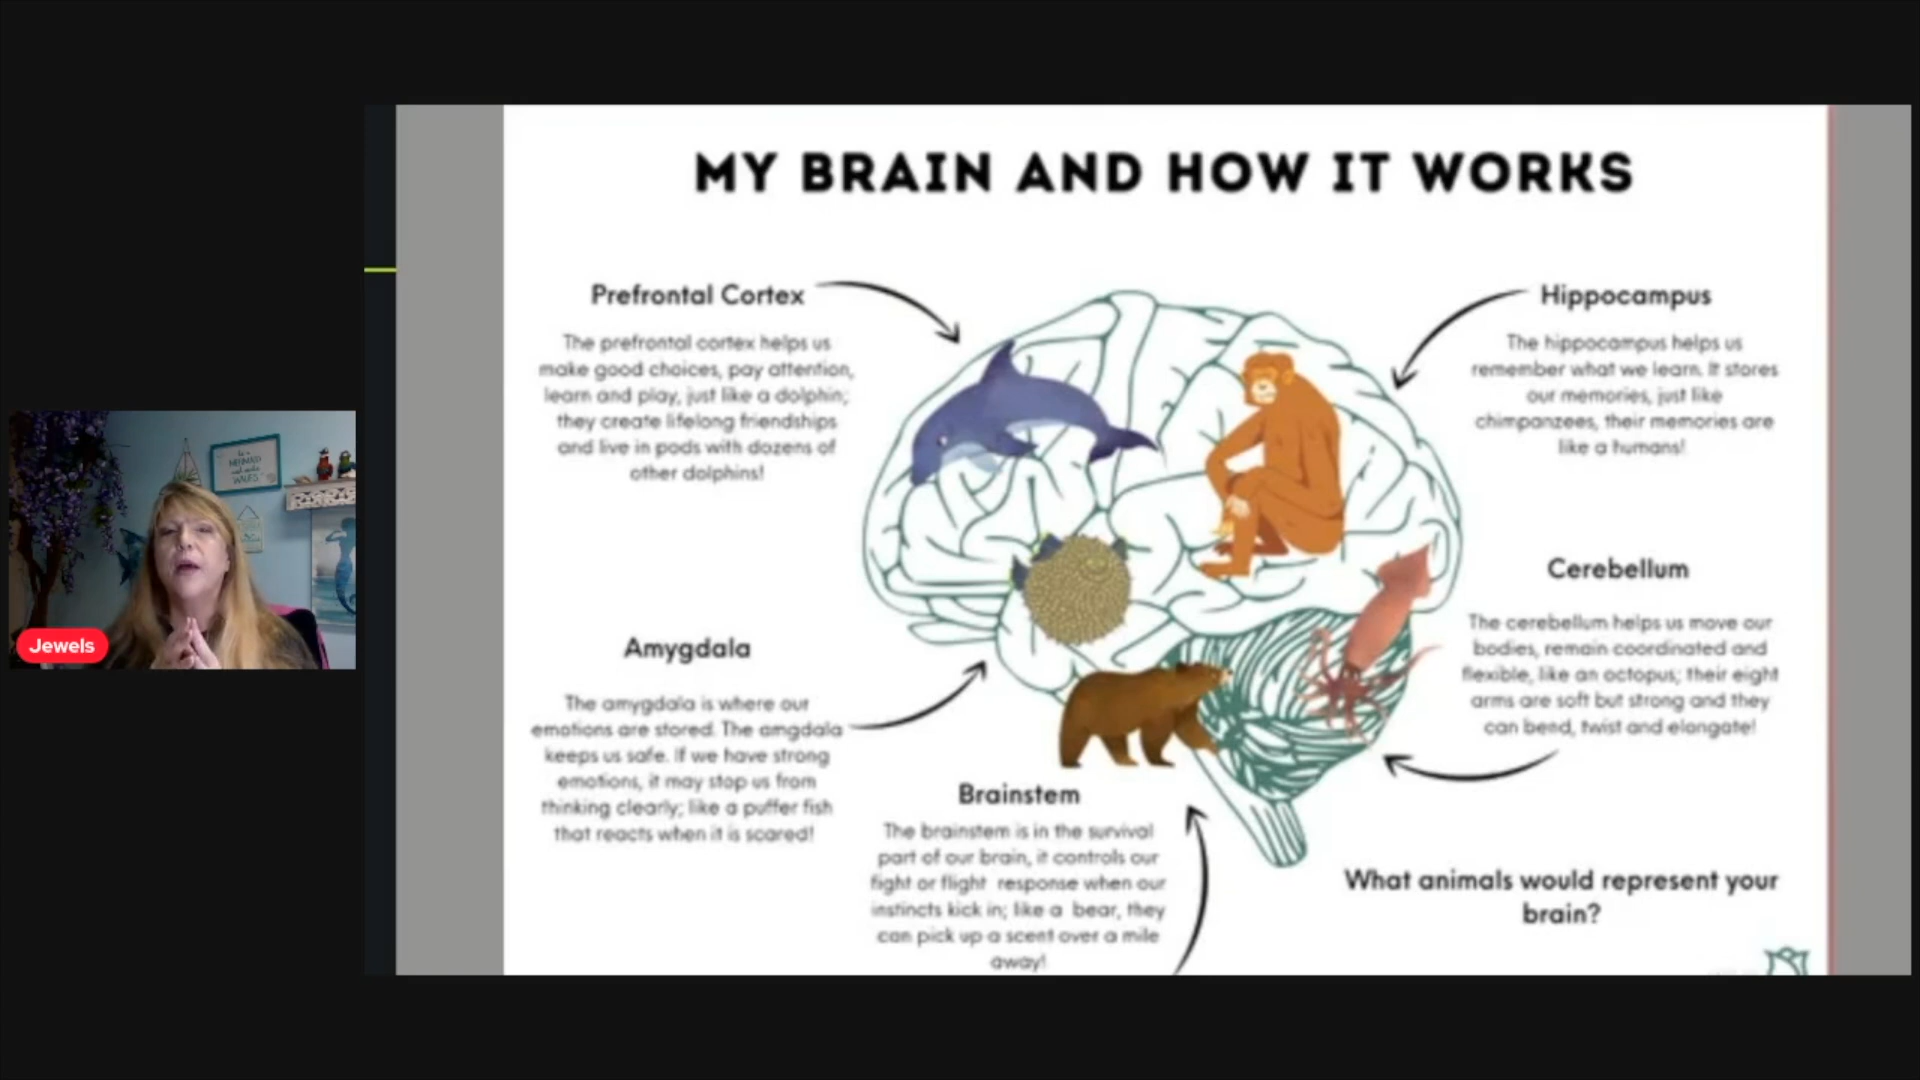 MY BRAIN AND HOW IT WORKS
Prefrontal Cortex
The prefrontal cortex helps us
make good choices, pay attention,
learn and play, just like a dolphin;
they create lifelong friendships
and live in pods with dozens of
other dolphins!
Hippocampus
The hippocampus helps us
remember what we learn. It stores
our memories, just like
chimpanzees, their memories are
like a humans!
Amygdala
The amygdala is where our
emotions are stored. The amgdala
keeps us safe. If we have strong
emotions, it may stop us from
thinking clearly; like a puffer fish
that reacts when it is scared!
Cerebellum
The cerebellum helps us move our
bodies, remain coordinated and
flexible, like an octopus; their eight
arms are soft but strong and they
can bend, twist and elongate!
Brainstem
The brainstem is in the survival
part of our brain, it controls our
fight or flight response when our
instincts kick in; like a bear, they
can pick up a scent over a mile
away!
What animals would represent your
brain?
be a
MERMAID
and make
WAVES
Jewels